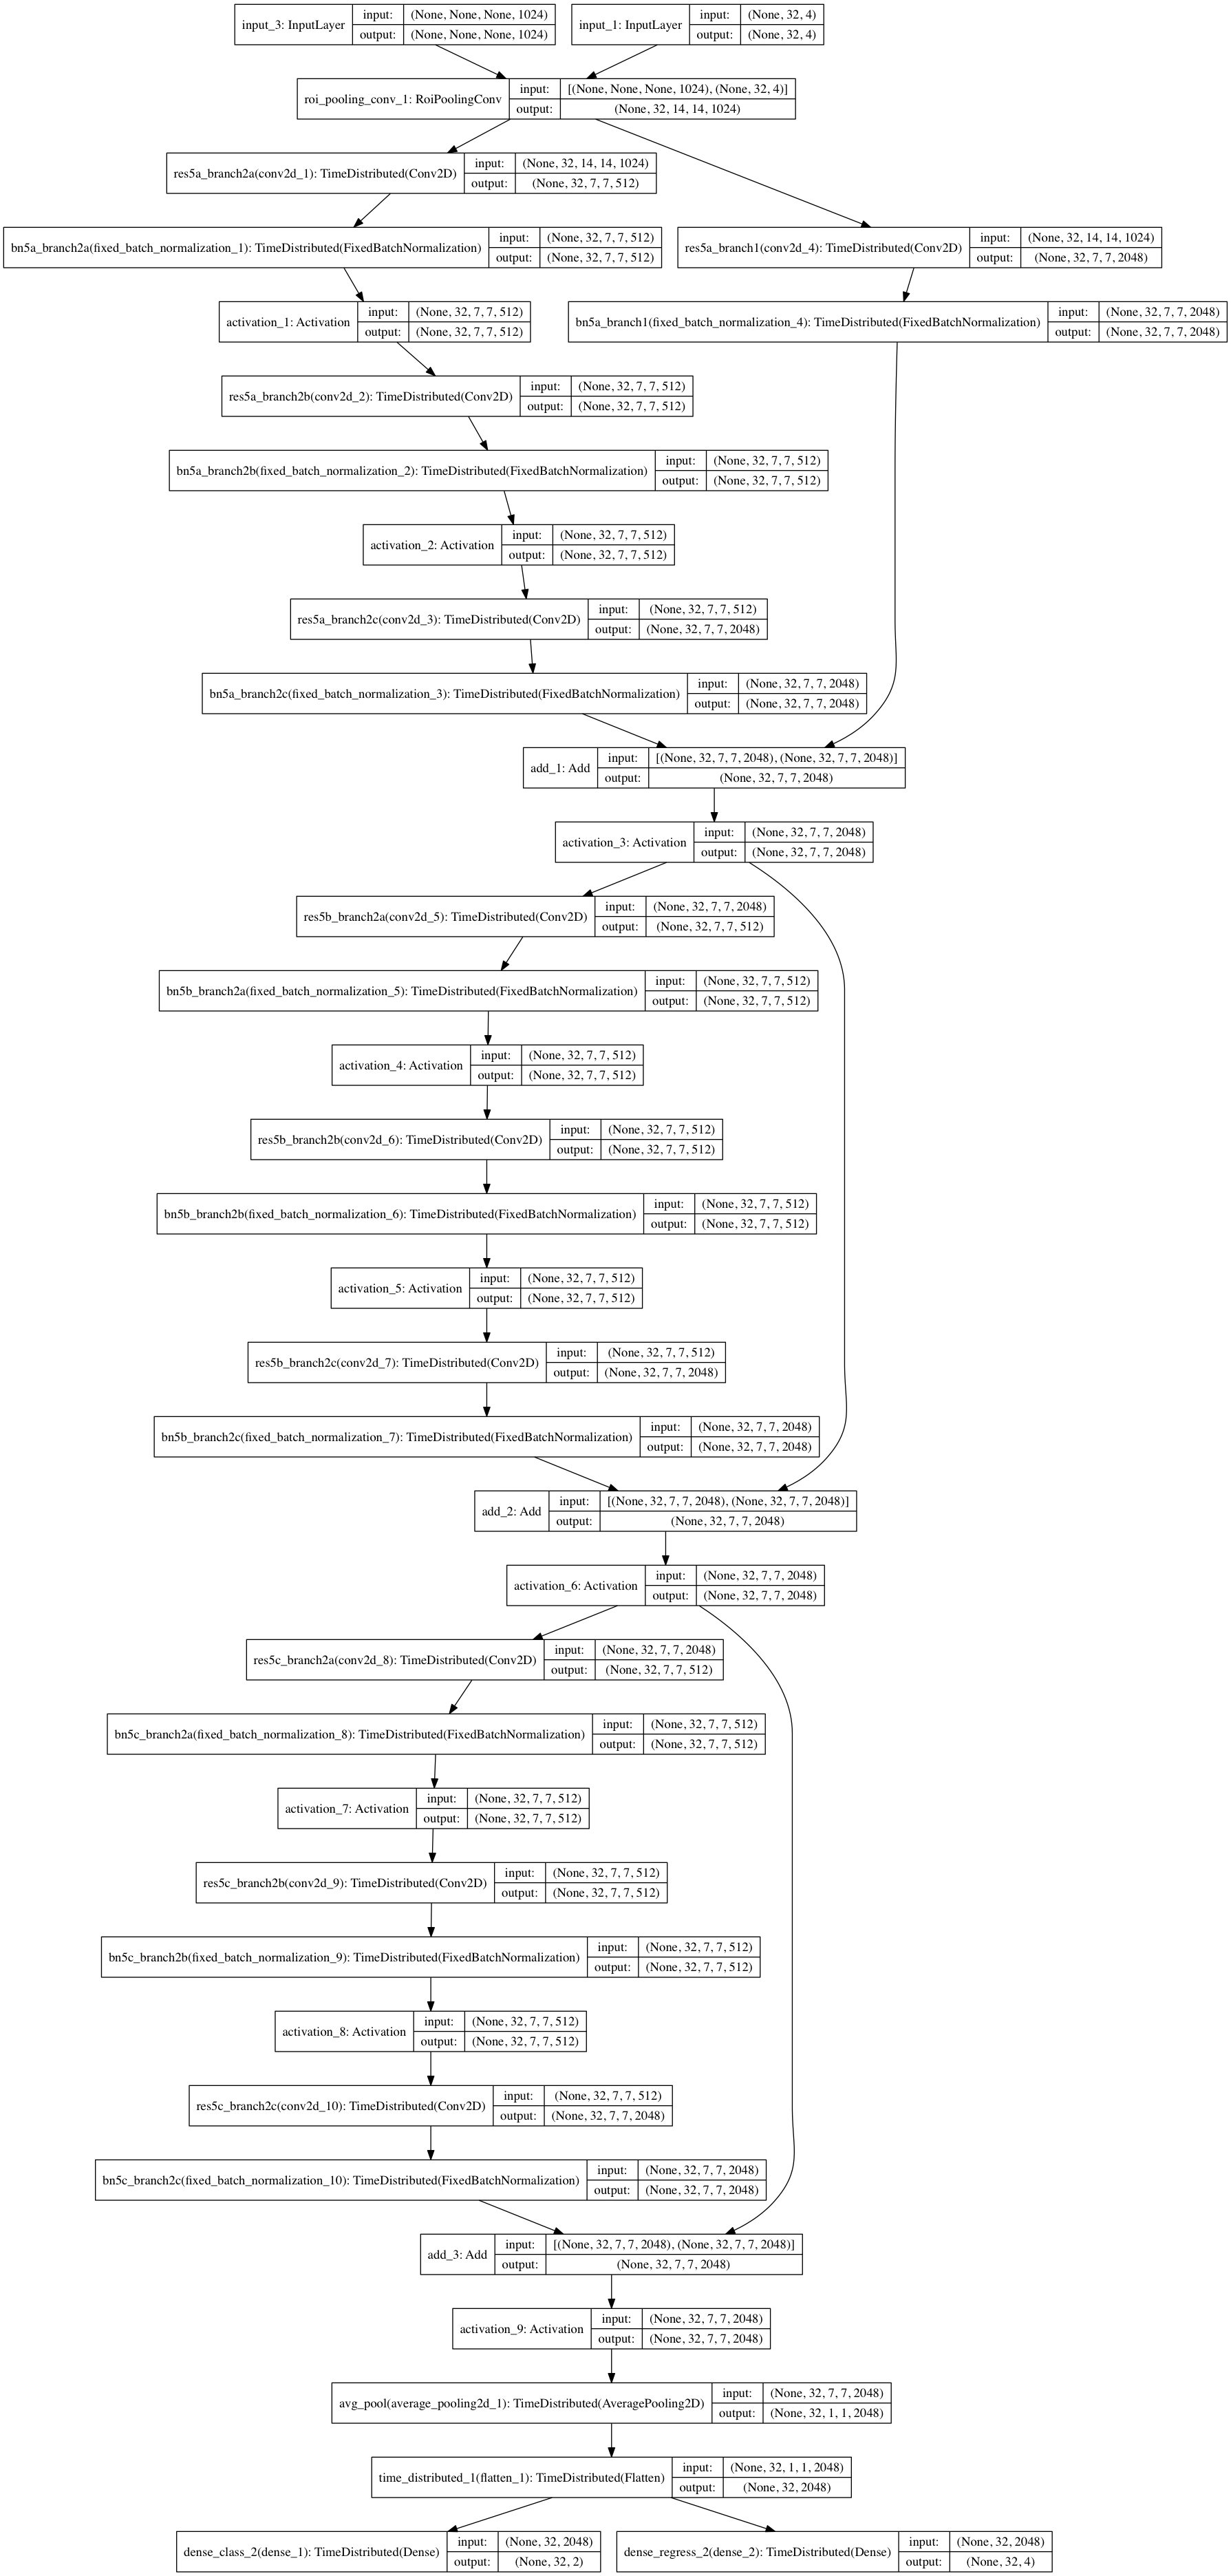 input_3: InputLayer
input: (None, None, None, 1024)
output: (None, None, None, 1024)
input_1: InputLayer
input: (None, 32, 4)
output: (None, 32, 4)
roi_pooling_conv_1: RoiPoolingConv
input: [(None, None, None, 1024), (None, 32, 4)]
output: (None, 32, 14, 14, 1024)
res5a_branch2a(conv2d_1): TimeDistributed(Conv2D)
input: (None, 32, 14, 14, 1024)
output: (None, 32, 7, 7, 512)
bn5a_branch2a(fixed_batch_normalization_1): TimeDistributed(FixedBatchNormalization)
input: (None, 32, 7, 7, 512)
output: (None, 32, 7, 7, 512)
res5a_branch1(conv2d_4): TimeDistributed(Conv2D)
input: (None, 32, 14, 14, 1024)
output: (None, 32, 7, 7, 2048)
activation_1: Activation
input: (None, 32, 7, 7, 512)
output: (None, 32, 7, 7, 512)
bn5a_branch1(fixed_batch_normalization_4): TimeDistributed(FixedBatchNormalization)
input: (None, 32, 7, 7, 2048)
output: (None, 32, 7, 7, 2048)
res5a_branch2b(conv2d_2): TimeDistributed(Conv2D)
input: (None, 32, 7, 7, 512)
output: (None, 32, 7, 7, 512)
bn5a_branch2b(fixed_batch_normalization_2): TimeDistributed(FixedBatchNormalization)
input: (None, 32, 7, 7, 512)
output: (None, 32, 7, 7, 512)
activation_2: Activation
input: (None, 32, 7, 7, 512)
output: (None, 32, 7, 7, 512)
res5a_branch2c(conv2d_3): TimeDistributed(Conv2D)
input: (None, 32, 7, 7, 512)
output: (None, 32, 7, 7, 2048)
bn5a_branch2c(fixed_batch_normalization_3): TimeDistributed(FixedBatchNormalization)
input: (None, 32, 7, 7, 2048)
output: (None, 32, 7, 7, 2048)
add_1: Add
input: [(None, 32, 7, 7, 2048), (None, 32, 7, 7, 2048)]
output: (None, 32, 7, 7, 2048)
activation_3: Activation
input: (None, 32, 7, 7, 2048)
output: (None, 32, 7, 7, 2048)
res5b_branch2a(conv2d_5): TimeDistributed(Conv2D)
input: (None, 32, 7, 7, 2048)
output: (None, 32, 7, 7, 512)
bn5b_branch2a(fixed_batch_normalization_5): TimeDistributed(FixedBatchNormalization)
input: (None, 32, 7, 7, 512)
output: (None, 32, 7, 7, 512)
activation_4: Activation
input: (None, 32, 7, 7, 512)
output: (None, 32, 7, 7, 512)
res5b_branch2b(conv2d_6): TimeDistributed(Conv2D)
input: (None, 32, 7, 7, 512)
output: (None, 32, 7, 7, 512)
bn5b_branch2b(fixed_batch_normalization_6): TimeDistributed(FixedBatchNormalization)
input: (None, 32, 7, 7, 512)
output: (None, 32, 7, 7, 512)
activation_5: Activation
input: (None, 32, 7, 7, 512)
output: (None, 32, 7, 7, 512)
res5b_branch2c(conv2d_7): TimeDistributed(Conv2D)
input: (None, 32, 7, 7, 512)
output: (None, 32, 7, 7, 2048)
bn5b_branch2c(fixed_batch_normalization_7): TimeDistributed(FixedBatchNormalization)
input: (None, 32, 7, 7, 2048)
output: (None, 32, 7, 7, 2048)
add_2: Add
input: [(None, 32, 7, 7, 2048), (None, 32, 7, 7, 2048)]
output: (None, 32, 7, 7, 2048)
activation_6: Activation
input: (None, 32, 7, 7, 2048)
output: (None, 32, 7, 7, 2048)
res5c_branch2a(conv2d_8): TimeDistributed(Conv2D)
input: (None, 32, 7, 7, 2048)
output: (None, 32, 7, 7, 512)
bn5c_branch2a(fixed_batch_normalization_8): TimeDistributed(FixedBatchNormalization)
input: (None, 32, 7, 7, 512)
output: (None, 32, 7, 7, 512)
activation_7: Activation
input: (None, 32, 7, 7, 512)
output: (None, 32, 7, 7, 512)
res5c_branch2b(conv2d_9): TimeDistributed(Conv2D)
input: (None, 32, 7, 7, 512)
output: (None, 32, 7, 7, 512)
bn5c_branch2b(fixed_batch_normalization_9): TimeDistributed(FixedBatchNormalization)
input: (None, 32, 7, 7, 512)
output: (None, 32, 7, 7, 512)
activation_8: Activation
input: (None, 32, 7, 7, 512)
output: (None, 32, 7, 7, 512)
res5c_branch2c(conv2d_10): TimeDistributed(Conv2D)
input: (None, 32, 7, 7, 512)
output: (None, 32, 7, 7, 2048)
bn5c_branch2c(fixed_batch_normalization_10): TimeDistributed(FixedBatchNormalization)
input: (None, 32, 7, 7, 2048)
output: (None, 32, 7, 7, 2048)
add_3: Add
input: [(None, 32, 7, 7, 2048), (None, 32, 7, 7, 2048)]
output: (None, 32, 7, 7, 2048)
activation_9: Activation
input: (None, 32, 7, 7, 2048)
output: (None, 32, 7, 7, 2048)
avg_pool(average_pooling2d_1): TimeDistributed(AveragePooling2D)
input: (None, 32, 7, 7, 2048)
output: (None, 32, 1, 1, 2048)
time_distributed_1(flatten_1): TimeDistributed(Flatten)
input: (None, 32, 1, 1, 2048)
output: (None, 32, 2048)
dense_class_2(dense_1): TimeDistributed(Dense)
input: (None, 32, 2048)
output: (None, 32, 2)
dense_regress_2(dense_2): TimeDistributed(Dense)
input: (None, 32, 2048)
output: (None, 32, 4)